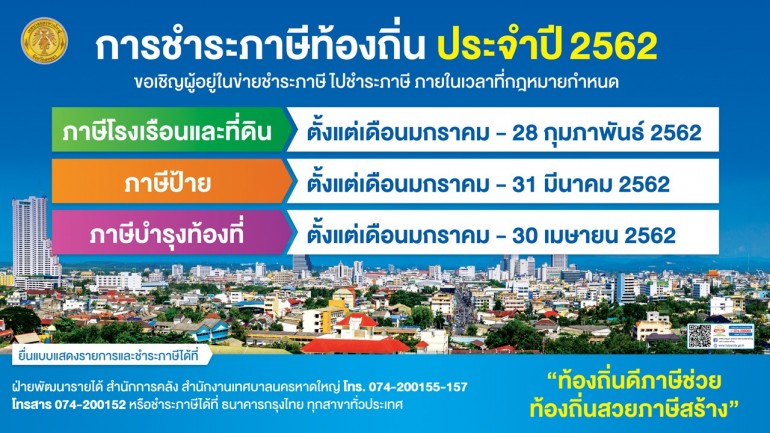 การชำระภาษีท้องถิ่น ประจำปี 2562
ขอเชิญผู้อยู่ในข่ายชำระภาษี ไปชำระภาษี ภายในเวลาที่กฎหมายกำหนด
ภาษีโรงเรือนและที่ดิน ตั้งแต่เดือนมกราคม - 28 กุมภาพันธ์ 2562
ภาษีป้าย ตั้งแต่เดือนมกราคม - 31 มีนาคม 2562
ภาษีบำรุงท้องที่ ตั้งแต่เดือนมกราคม - 30 เมษายน 2562
ยื่นแบบแสดงรายการและชำระภาษีได้ที่
ฝ่ายพัฒนารายได้ สำนักการคลัง สำนักงานเทศบาลนครหาดใหญ่ โทร. 074-200155-157
โทรสาร 074-200152 หรือชำระภาษีได้ที่ ธนาคารกรุงไทย ทุกสาขาทั่วประเทศ
“ท้องถิ่นดีภาษีช่วย
ท้องถิ่นสวยภาษีสร้าง”